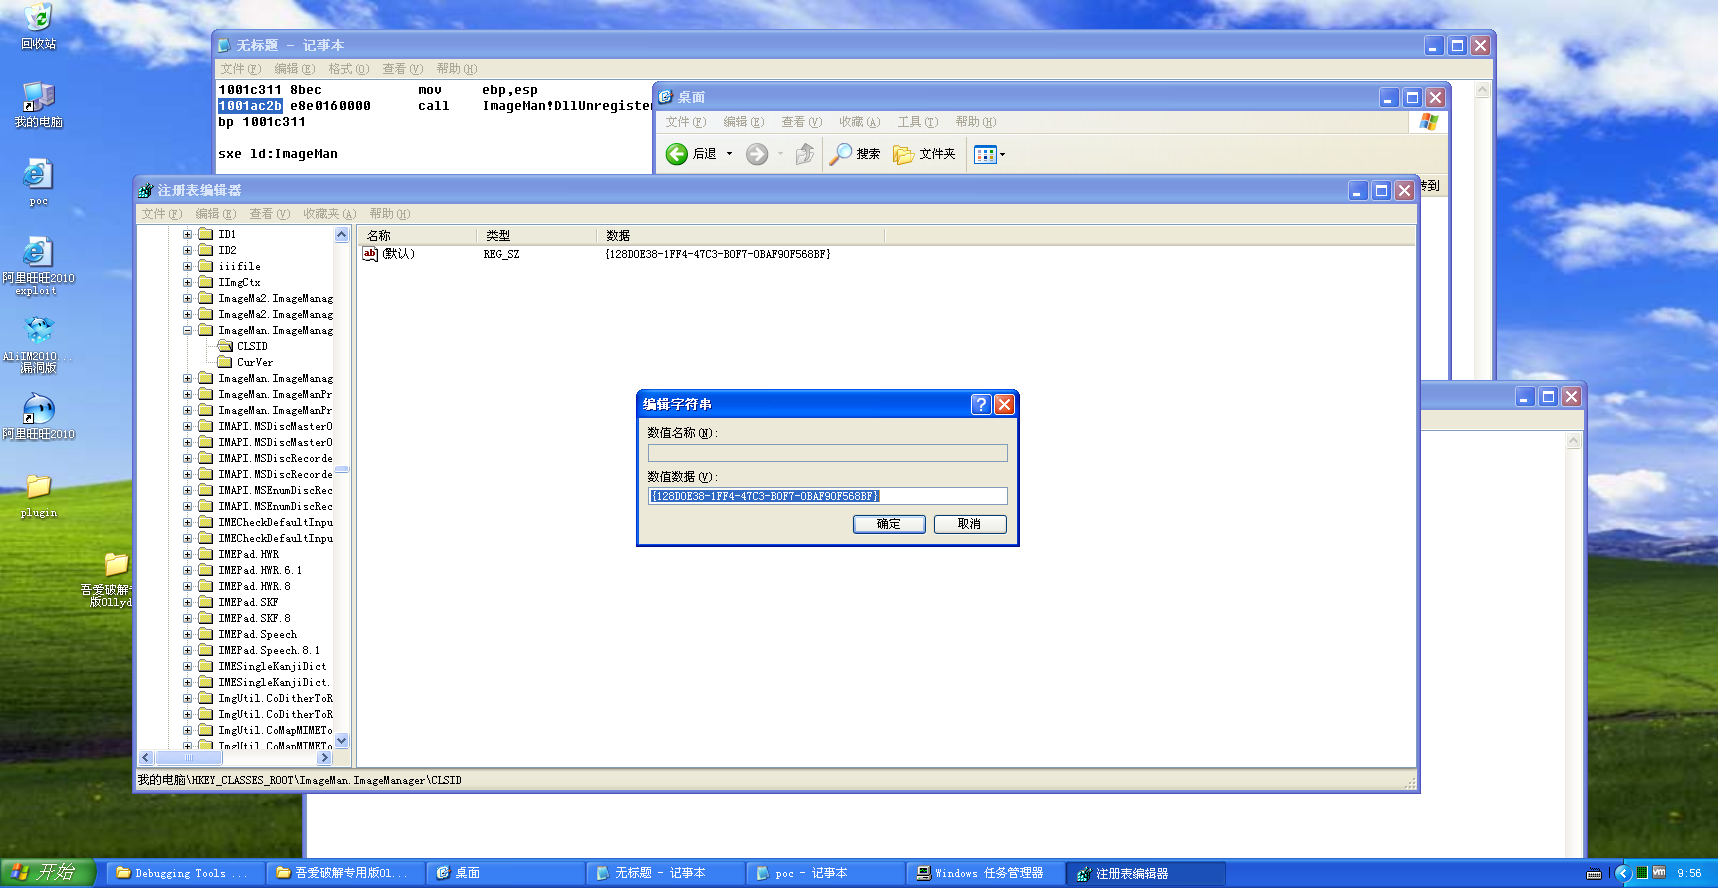 回收站
我的电脑
poc
阿里旺旺2010
exploit
AliIM2010...
漏洞版
阿里旺旺2010
plugin
吾爱破解专
版Ollyd
无标题 - 记事本
文件(F) 编辑(E) 格式(O) 查看(V) 帮助(H)
1001c311 8bec mov ebp,esp
1001ac2b e8e0160000 call ImageMan!DllUnregister
bp 1001c311
sxe ld:ImageMan
桌面
文件(F) 编辑(E) 查看(V) 收藏(A) 工具(T) 帮助(H)
后退 搜索 文件夹
转到
注册表编辑器
文件(F) 编辑(E) 查看(V) 收藏夹(A) 帮助(H)
ID1
ID2
iiifile
IImgCtx
ImageMa2.ImageManag
ImageMa2.ImageManag
ImageMan.ImageManag
CLSID
CurVer
ImageMan.ImageManag
ImageMan.ImageManPr
ImageMan.ImageManPr
IMAPI.MSDiscMasterO
IMAPI.MSDiscMasterO
IMAPI.MSDiscRecorde
IMAPI.MSDiscRecorde
IMAPI.MSEnumDiscRec
IMAPI.MSEnumDiscRec
IMECheckDefaultInpu
IMECheckDefaultInpu
IMEPad.HWR
IMEPad.HWR.6.1
IMEPad.HWR.8
IMEPad.SKF
IMEPad.SKF.8
IMEPad.Speech
IMEPad.Speech.8.1
IMESingleKanjiDict
IMESingleKanjiDict.
ImgUtil.CoDitherToR
ImgUtil.CoDitherToR
ImgUtil.CoMapMIMETo
ImgUtil.CoMapMIMETo
名称 类型 数据
ab (默认) REG_SZ {128D0E38-1FF4-47C3-B0F7-0BAF90F568BF}
编辑字符串
数值名称(N):
数值数据(V):
{128D0E38-1FF4-47C3-B0F7-0BAF90F568BF}
确定 取消
我的电脑\HKEY_CLASSES_ROOT\ImageMan.ImageManager\CLSID
开始 Debugging Tools ... 吾爱破解专用版Ol... 桌面 无标题 - 记事本 poc - 记事本 Windows 任务管理器 注册表编辑器 9:56